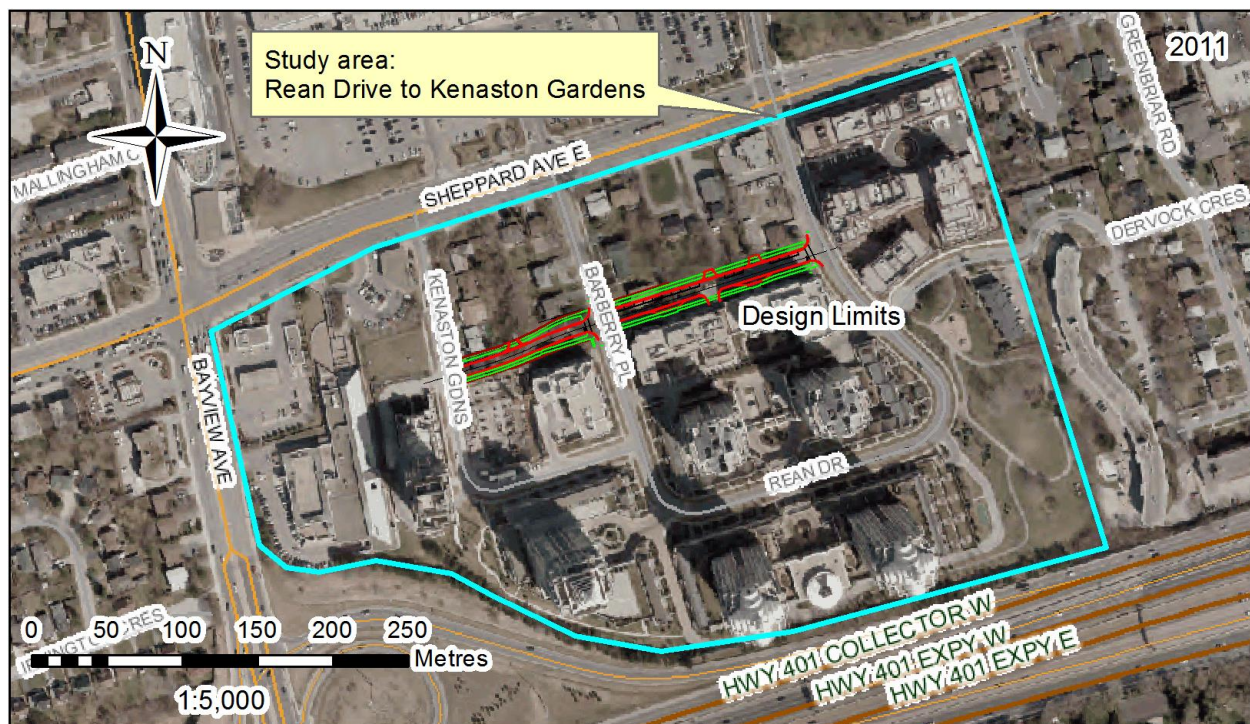 2011
Study area:
Rean Drive to Kenaston Gardens
N
GREENBRIAR RD
MALLINGHAM C
SHEPPARD AVE E
DERVOCK CRES
KENASTON GDNS
BARBERRY PL
Design Limits
BAYVIEW AVE
REAN DR
HWY 401 COLLECTOR W
HWY 401 EXPY W
HWY 401 EXPY E
CRES
0 50 100 150 200 250
Metres
1:5,000